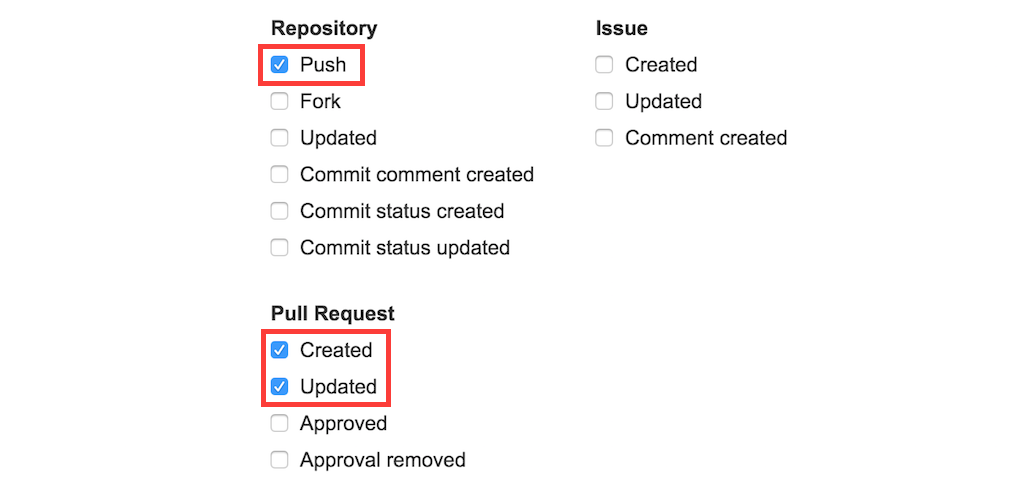 Repository
Push
Fork
Updated
Commit comment created
Commit status created
Commit status updated
Issue
Created
Updated
Comment created
Pull Request
Created
Updated
Approved
Approval removed